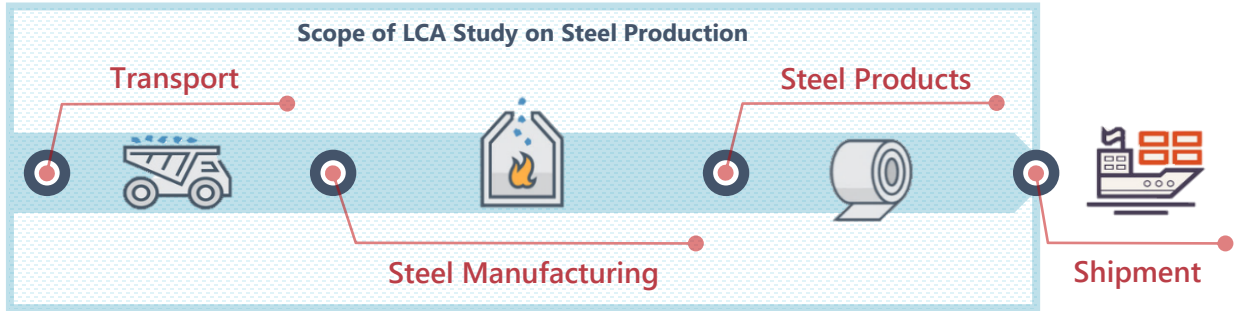 Scope of LCA Study on Steel Production
Transport
Steel Products
Steel Manufacturing
Shipment